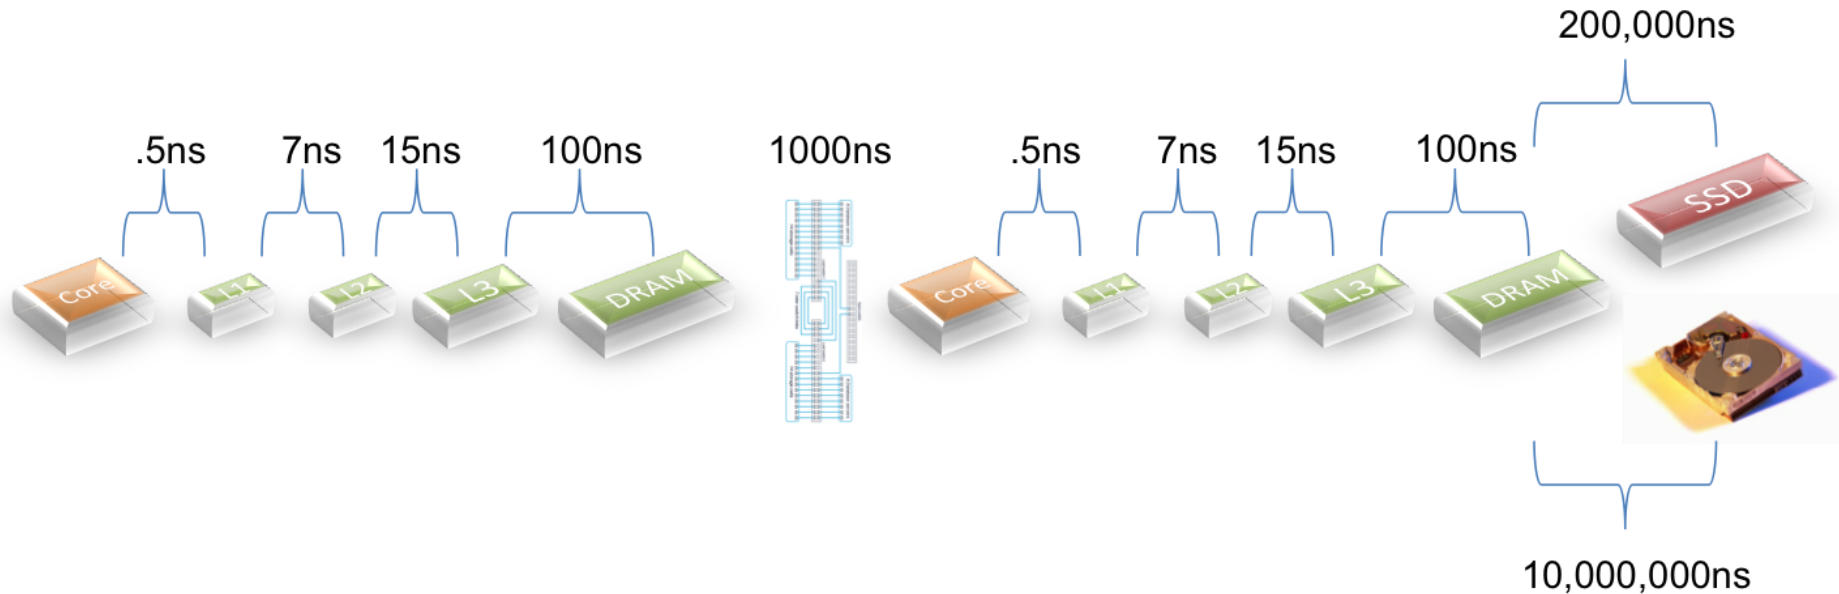 200,000ns
.5ns 7ns 15ns 100ns 1000ns .5ns 7ns 15ns 100ns
SSD
Core L1 L2 L3 DRAM Core L1 L2 L3 DRAM
10,000,000ns